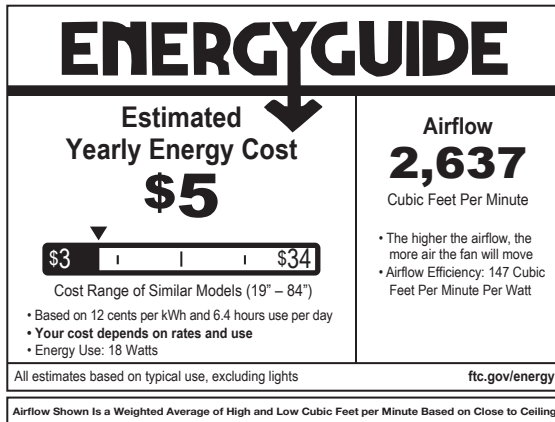 ENERGYGUIDE
Estimated
Yearly Energy Cost
$5
$3
$34
Cost Range of Similar Models (19” – 84”)
• Based on 12 cents per kWh and 6.4 hours use per day
• Your cost depends on rates and use
• Energy Use: 18 Watts
Airflow
2,637
Cubic Feet Per Minute
• The higher the airflow, the
more air the fan will move
• Airflow Efficiency: 147 Cubic
Feet Per Minute Per Watt
All estimates based on typical use, excluding lights
ftc.gov/energy
Airflow Shown Is a Weighted Average of High and Low Cubic Feet per Minute Based on Close to Ceiling